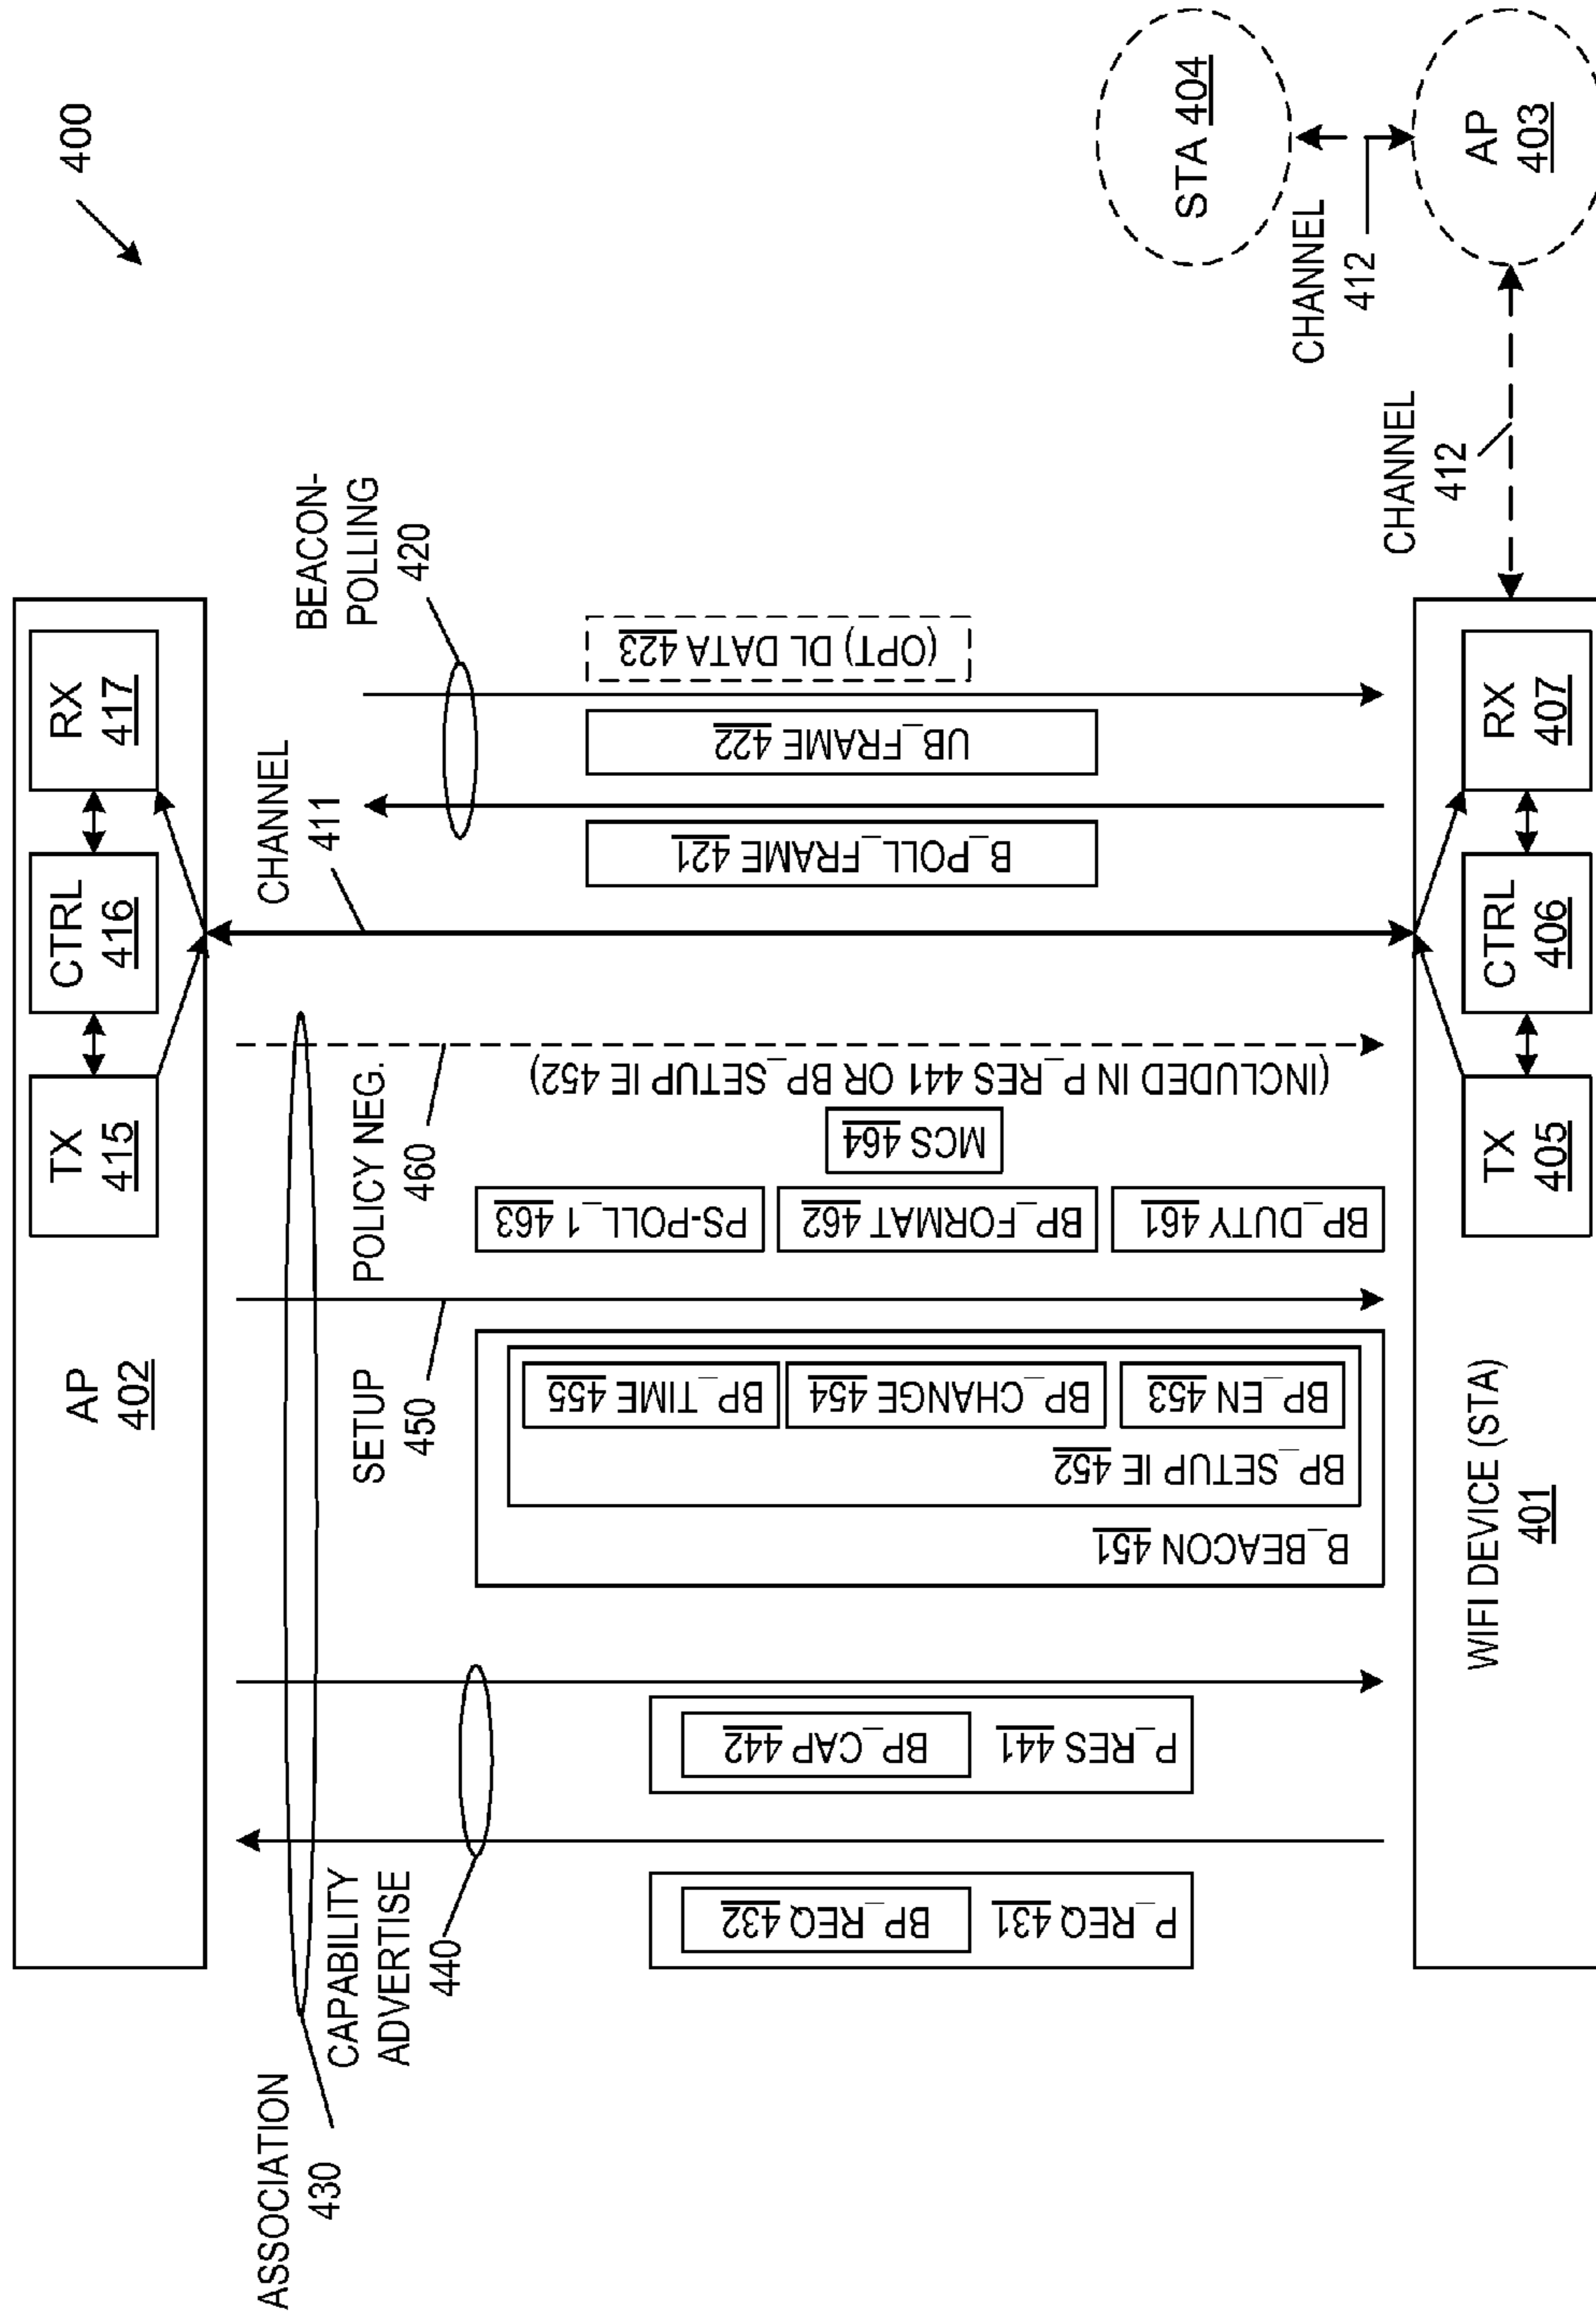 400
AP
402
TX
415
CTRL
416
RX
417
ASSOCIATION
430
CAPABILITY
ADVERTISE
440
SETUP
450
POLICY NEG.
460
CHANNEL
411
BEACON-
POLLING
420
P_REQ 431
BP_REQ 432
P_RES 441
BP_CAP 442
B_BEACON 451
BP_SETUP IE 452
BP_EN 453
BP_CHANGE 454
BP_TIME 455
BP_DUTY 461
BP_FORMAT 462
PS-POLL_1 463
MCS 464
(INCLUDED IN P_RES 441 OR BP_SETUP IE 452)
B_POLL_FRAME 421
UB_FRAME 422
(OPT) DL DATA 423
WIFI DEVICE (STA)
401
TX
405
CTRL
406
RX
407
CHANNEL
412
CHANNEL
412
STA 404
AP
403